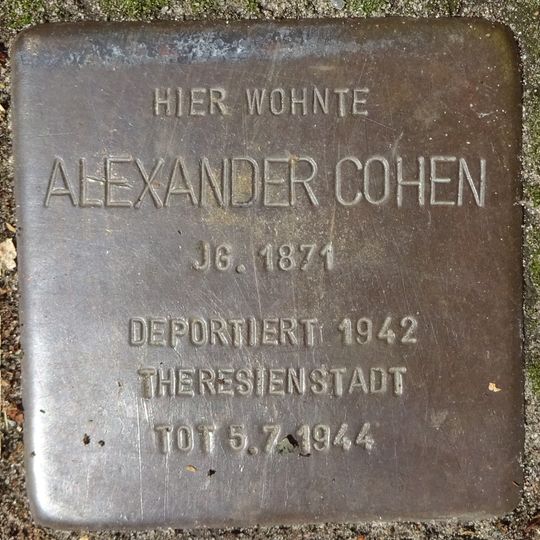 HIER WOHNTE
ALEXANDER COHEN
JG. 1871
DEPORTIERT 1942
THERESIENSTADT
TOT 5.7.1944